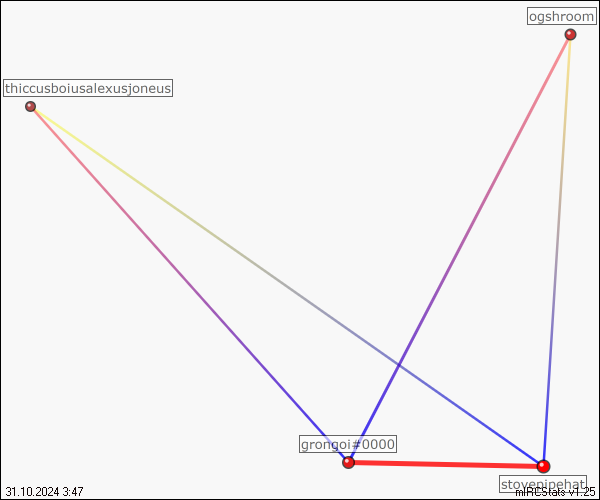 ogshroom
thiccusboiusalexusjoneus
grongoi#0000
stovepipehat
31.10.2024 3:47
mIRCStats v1.25